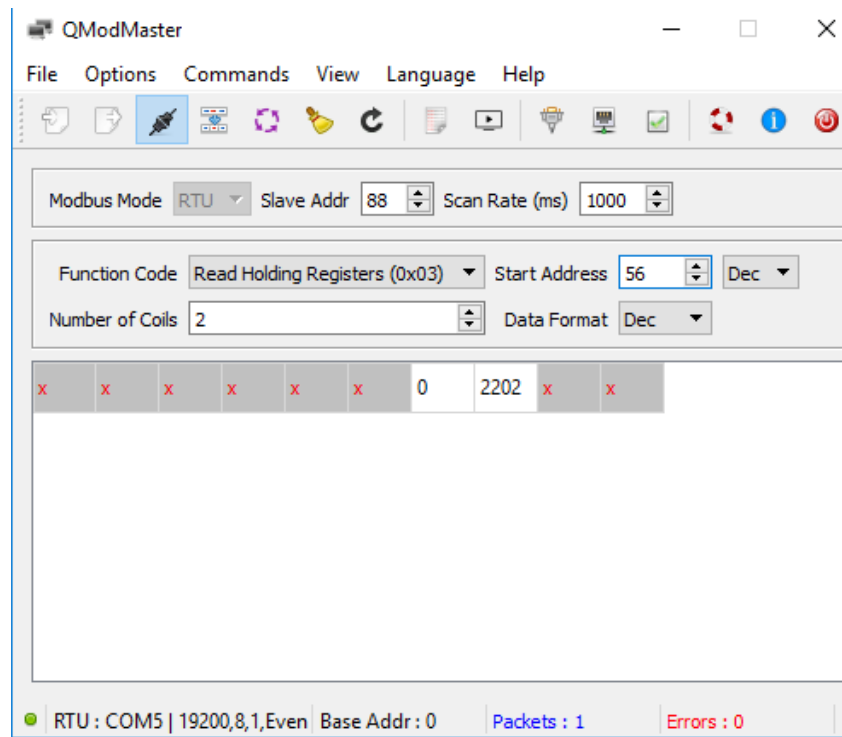 QModMaster
File Options Commands View Language Help
Modbus Mode RTU Slave Addr 88 Scan Rate (ms) 1000
Function Code Read Holding Registers (0x03) Start Address 56 Dec
Number of Coils 2 Data Format Dec
x x x x x x 0 2202 x x
RTU : COM5 | 19200,8,1,Even Base Addr : 0 Packets : 1 Errors : 0